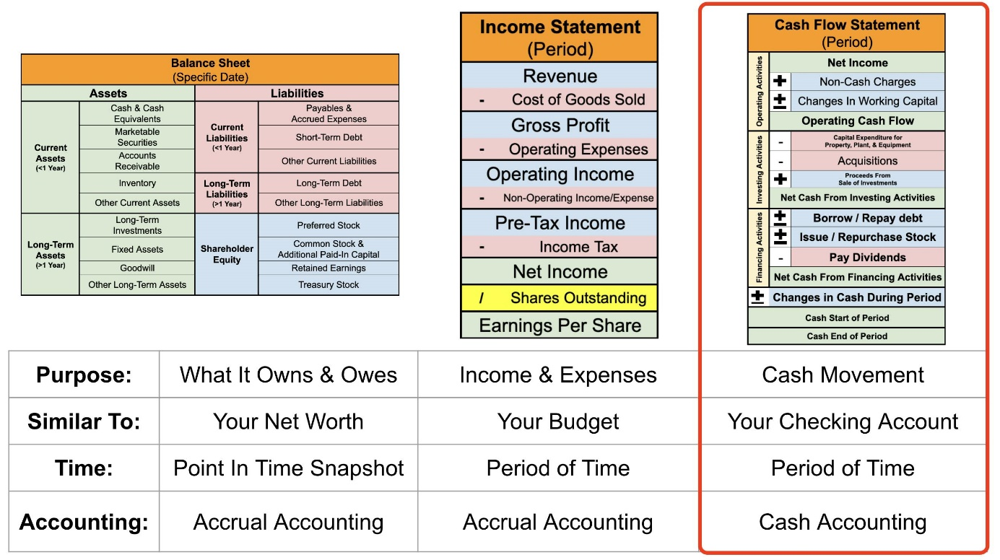 Balance Sheet
(Specific Date)
Assets
Liabilities
Current
Assets
(<1 Year)
Cash & Cash
Equivalents
Marketable
Securities
Accounts
Receivable
Inventory
Other Current Assets
Long-Term
Assets
(>1 Year)
Long-Term
Investments
Fixed Assets
Goodwill
Other Long-Term Assets
Current
Liabilities
(<1 Year)
Payables &
Accrued Expenses
Short-Term Debt
Other Current Liabilities
Long-Term
Liabilities
(>1 Year)
Long-Term Debt
Other Long-Term Liabilities
Shareholder
Equity
Preferred Stock
Common Stock &
Additional Paid-In Capital
Retained Earnings
Treasury Stock
Income Statement
(Period)
Revenue
- Cost of Goods Sold
Gross Profit
- Operating Expenses
Operating Income
- Non-Operating Income/Expense
Pre-Tax Income
- Income Tax
Net Income
/ Shares Outstanding
Earnings Per Share
Cash Flow Statement
(Period)
Operating Activities
Net Income
+ Non-Cash Charges
± Changes In Working Capital
Operating Cash Flow
Investing Activities
- Capital Expenditure for
Property, Plant, & Equipment
- Acquisitions
+ Proceeds From
Sale of Investments
Net Cash From Investing Activities
Financing Activities
± Borrow / Repay debt
± Issue / Repurchase Stock
- Pay Dividends
Net Cash From Financing Activities
± Changes in Cash During Period
Cash Start of Period
Cash End of Period
Purpose: What It Owns & Owes Income & Expenses Cash Movement
Similar To: Your Net Worth Your Budget Your Checking Account
Time: Point In Time Snapshot Period of Time Period of Time
Accounting: Accrual Accounting Accrual Accounting Cash Accounting